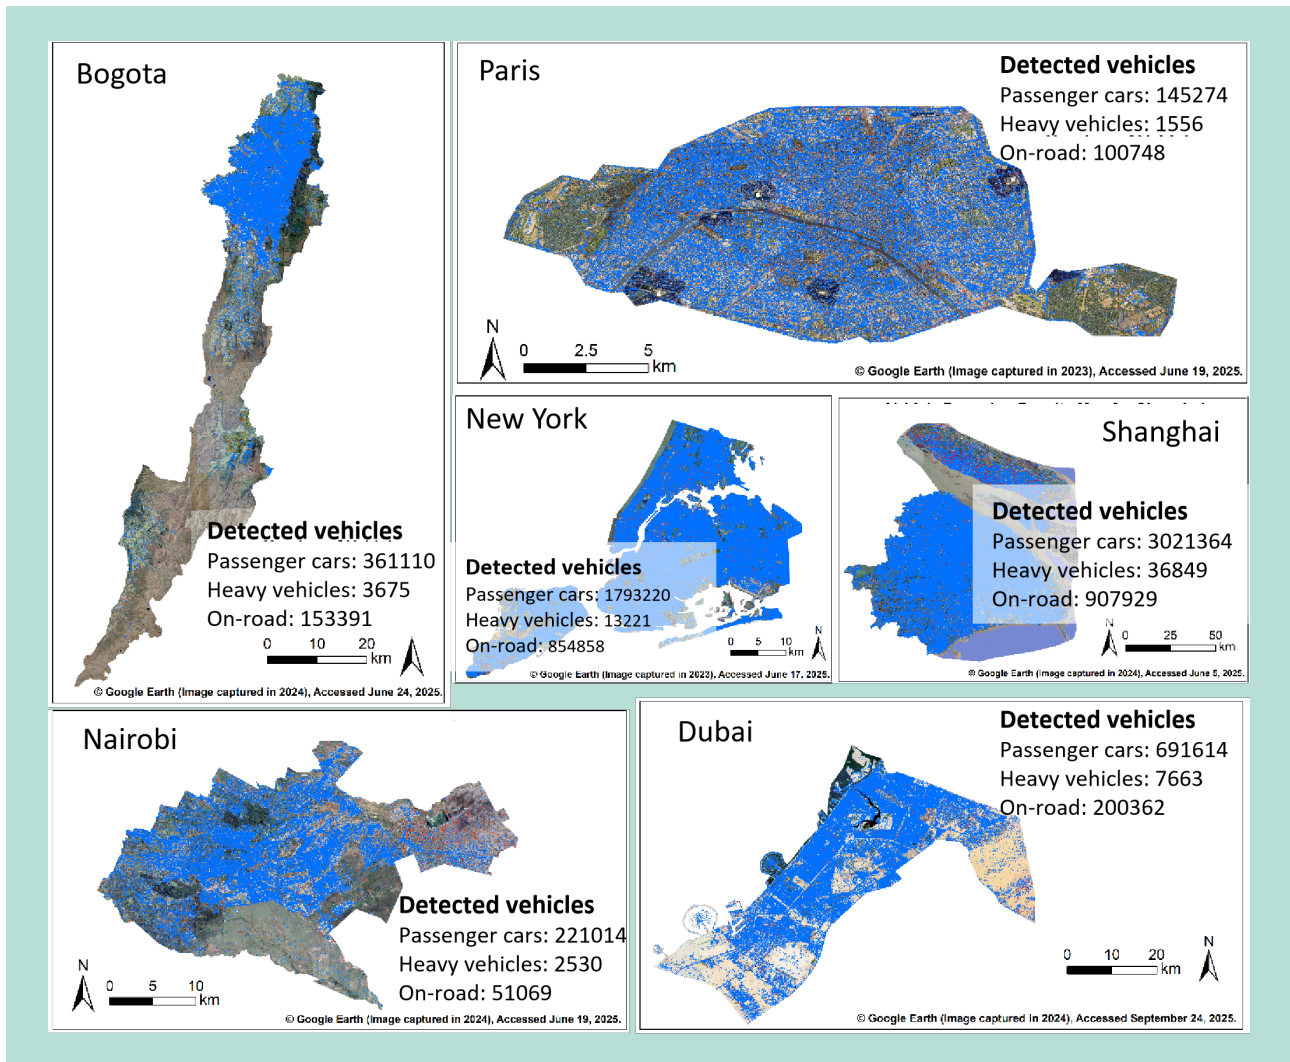 Bogota
Detected vehicles
Passenger cars: 361110
Heavy vehicles: 3675
On-road: 153391
0 10 20
km
© Google Earth (Image captured in 2024), Accessed June 24, 2025.
Paris
Detected vehicles
Passenger cars: 145274
Heavy vehicles: 1556
On-road: 100748
N
0 2.5 5
km
© Google Earth (Image captured in 2023), Accessed June 19, 2025.
New York
Detected vehicles
Passenger cars: 1793220
Heavy vehicles: 13221
On-road: 854858
0 5 10
km
N
© Google Earth (Image captured in 2023), Accessed June 17, 2025.
Shanghai
Detected vehicles
Passenger cars: 3021364
Heavy vehicles: 36849
On-road: 907929
N
0 25 50
km
© Google Earth (Image captured in 2024), Accessed June 5, 2025.
Nairobi
Detected vehicles
Passenger cars: 221014
Heavy vehicles: 2530
On-road: 51069
N
0 5 10
km
© Google Earth (Image captured in 2024), Accessed June 19, 2025.
Dubai
Detected vehicles
Passenger cars: 691614
Heavy vehicles: 7663
On-road: 200362
0 10 20
km
N
© Google Earth (Image captured in 2024), Accessed September 24, 2025.